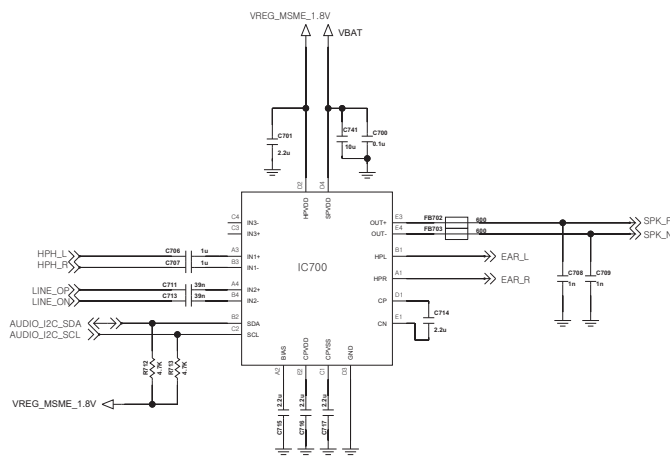 VREG_MSME_1.8V
VBAT
C701
2.2u
C741
10u
C700
0.1u
D2
D4
HPVDD
SPVDD
C4
IN3-
C3
IN3+
HPH_L
C706
1u
A3
IN1+
HPH_R
C707
B3
IN1-
LINE_OP
C711
39n
A4
IN2+
LINE_ON
C713
39n
B4
IN2-
AUDIO_I2C_SDA
B2
SDA
AUDIO_I2C_SCL
C2
SCL
IC700
OUT+
E3
FB702
600
SPK_P
OUT-
E4
FB703
600
SPK_N
HPL
B1
EAR_L
HPR
A1
EAR_R
CP
D1
C714
2.2u
CN
E1
C708
1n
C709
1n
R712
4.7K
R713
4.7K
VREG_MSME_1.8V
BIAS
CPVDD
CPVSS
GND
A2
E2
C1
D3
C715
2.2u
C716
2.2u
C717
2.2u